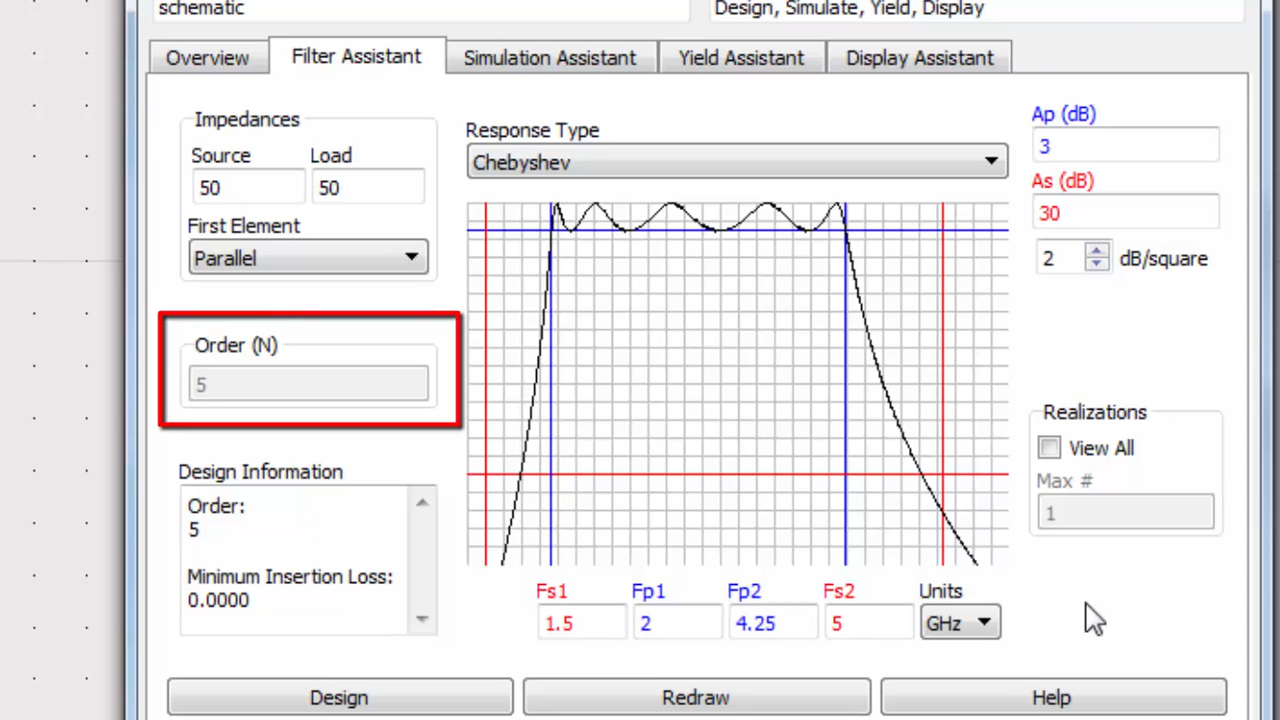 schematic
Design, Simulate, Yield, Display
Overview
Filter Assistant
Simulation Assistant
Yield Assistant
Display Assistant
Impedances
Source
Load
50
50
First Element
Parallel
Order (N)
5
Design Information
Order:
5
Minimum Insertion Loss:
0.0000
Response Type
Chebyshev
Fs1
Fp1
Fp2
Fs2
Units
1.5
2
4.25
5
GHz
Ap (dB)
3
As (dB)
30
2
dB/square
Realizations
View All
Max #
1
Design
Redraw
Help